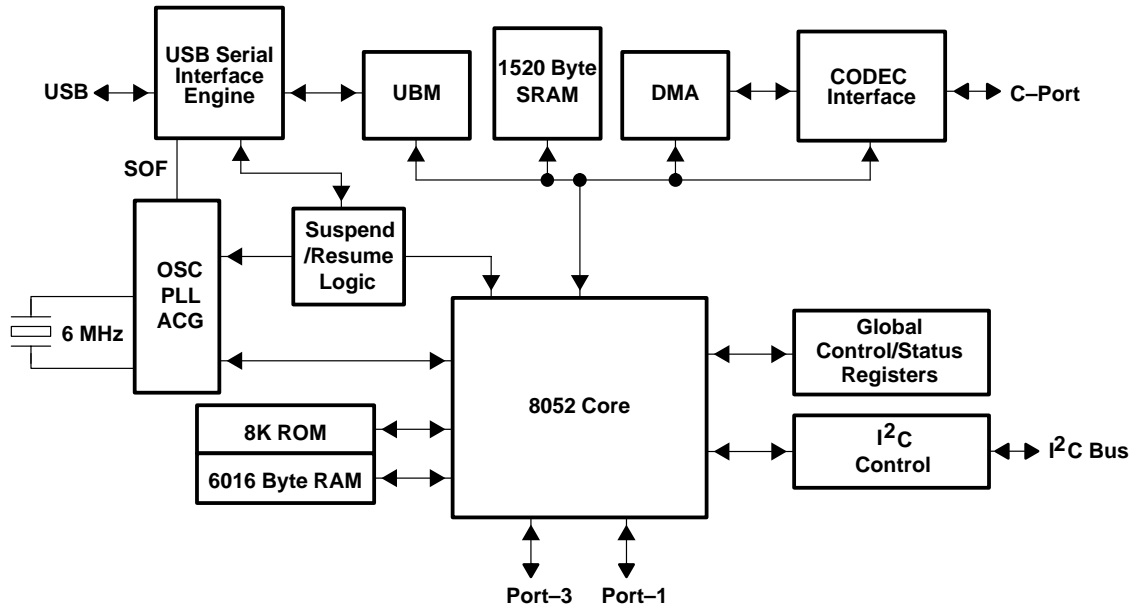 USB
USB Serial
Interface
Engine
UBM
1520 Byte
SRAM
DMA
CODEC
Interface
C–Port
SOF
Suspend
/Resume
Logic
OSC
PLL
ACG
6 MHz
8052 Core
Global
Control/Status
Registers
8K ROM
6016 Byte RAM
I²C
Control
I²C Bus
Port–3
Port–1